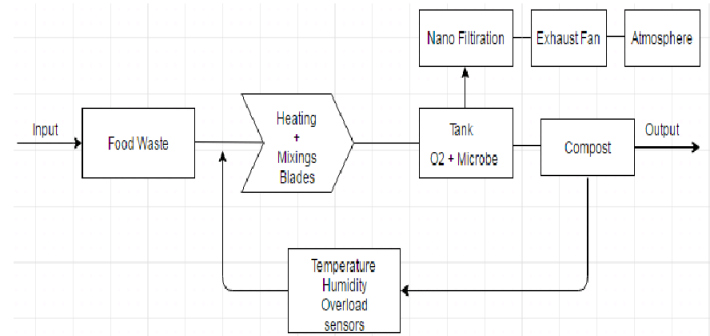 Nano Filtiration
Exhaust Fan
Atmosphere
Input
Food Waste
Heating
+
Mixings
Blades
Tank
O2 + Microbe
Compost
Output
Temperature
Humidity
Overload
sensors